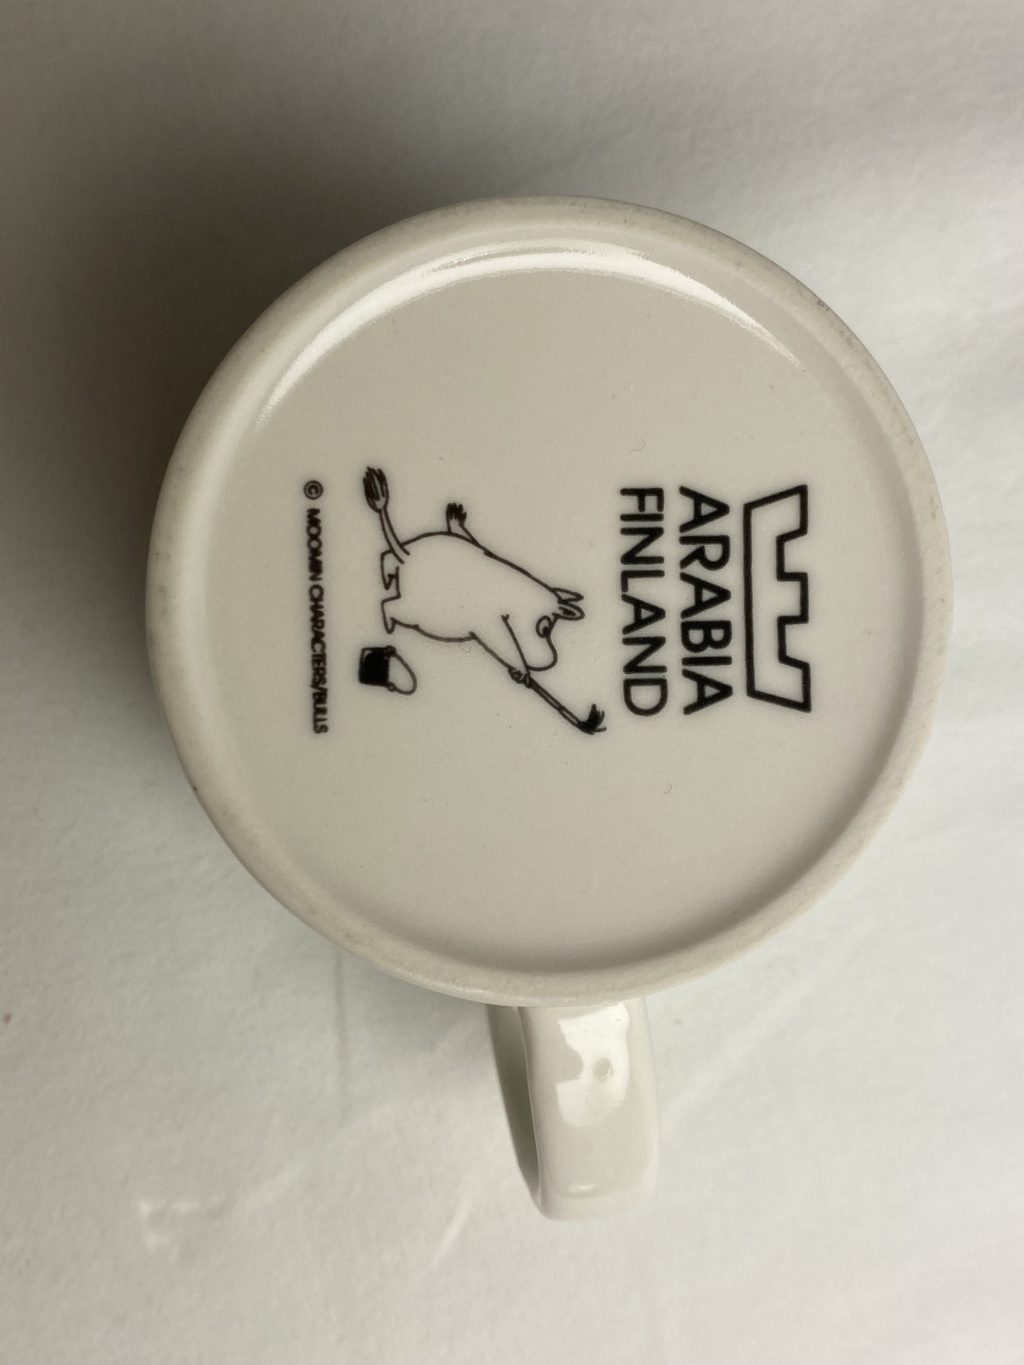 ARABIA
FINLAND
© MOOMIN CHARACTERS/BULLS